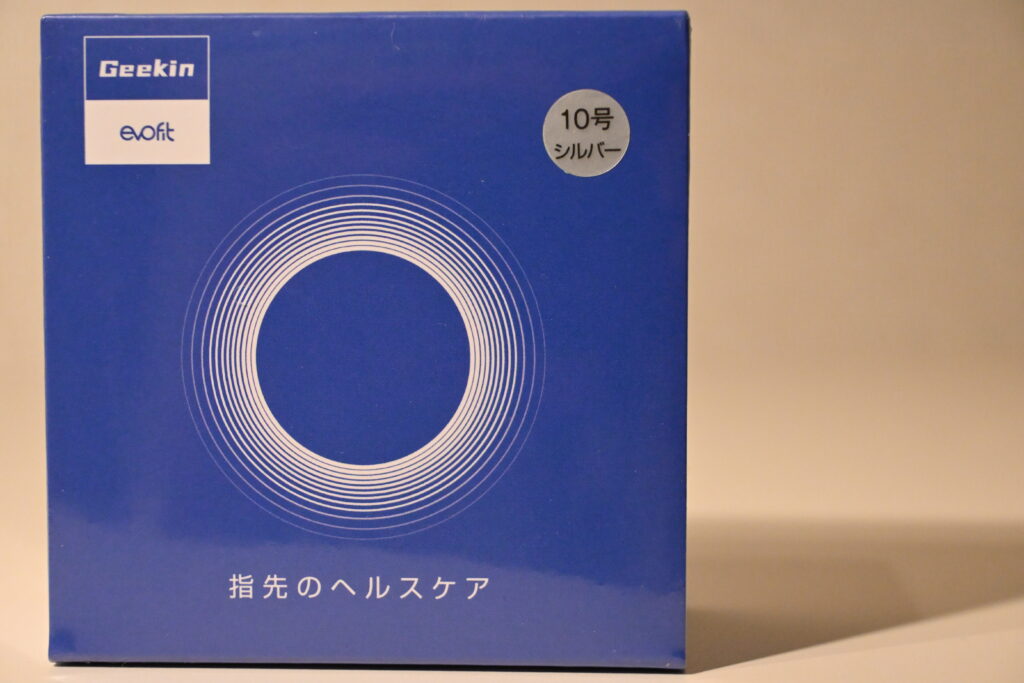 Geekin
evofit
10号
シルバー
指先のヘルスケア